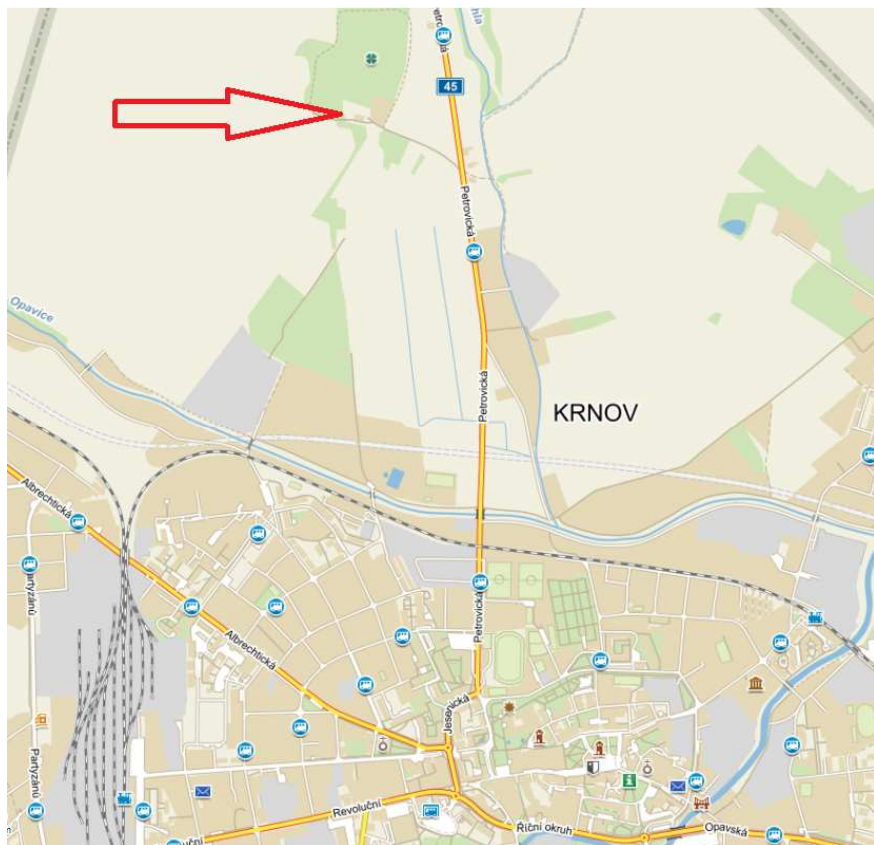 Petrovická
45
Petrovická
Opavice
Petrovická
KRNOV
Albrechtická
Partyzánů
Petrovická
Albrechtická
Jesenická
Partyzánů
Revoluční
Říční okruh
Opavská